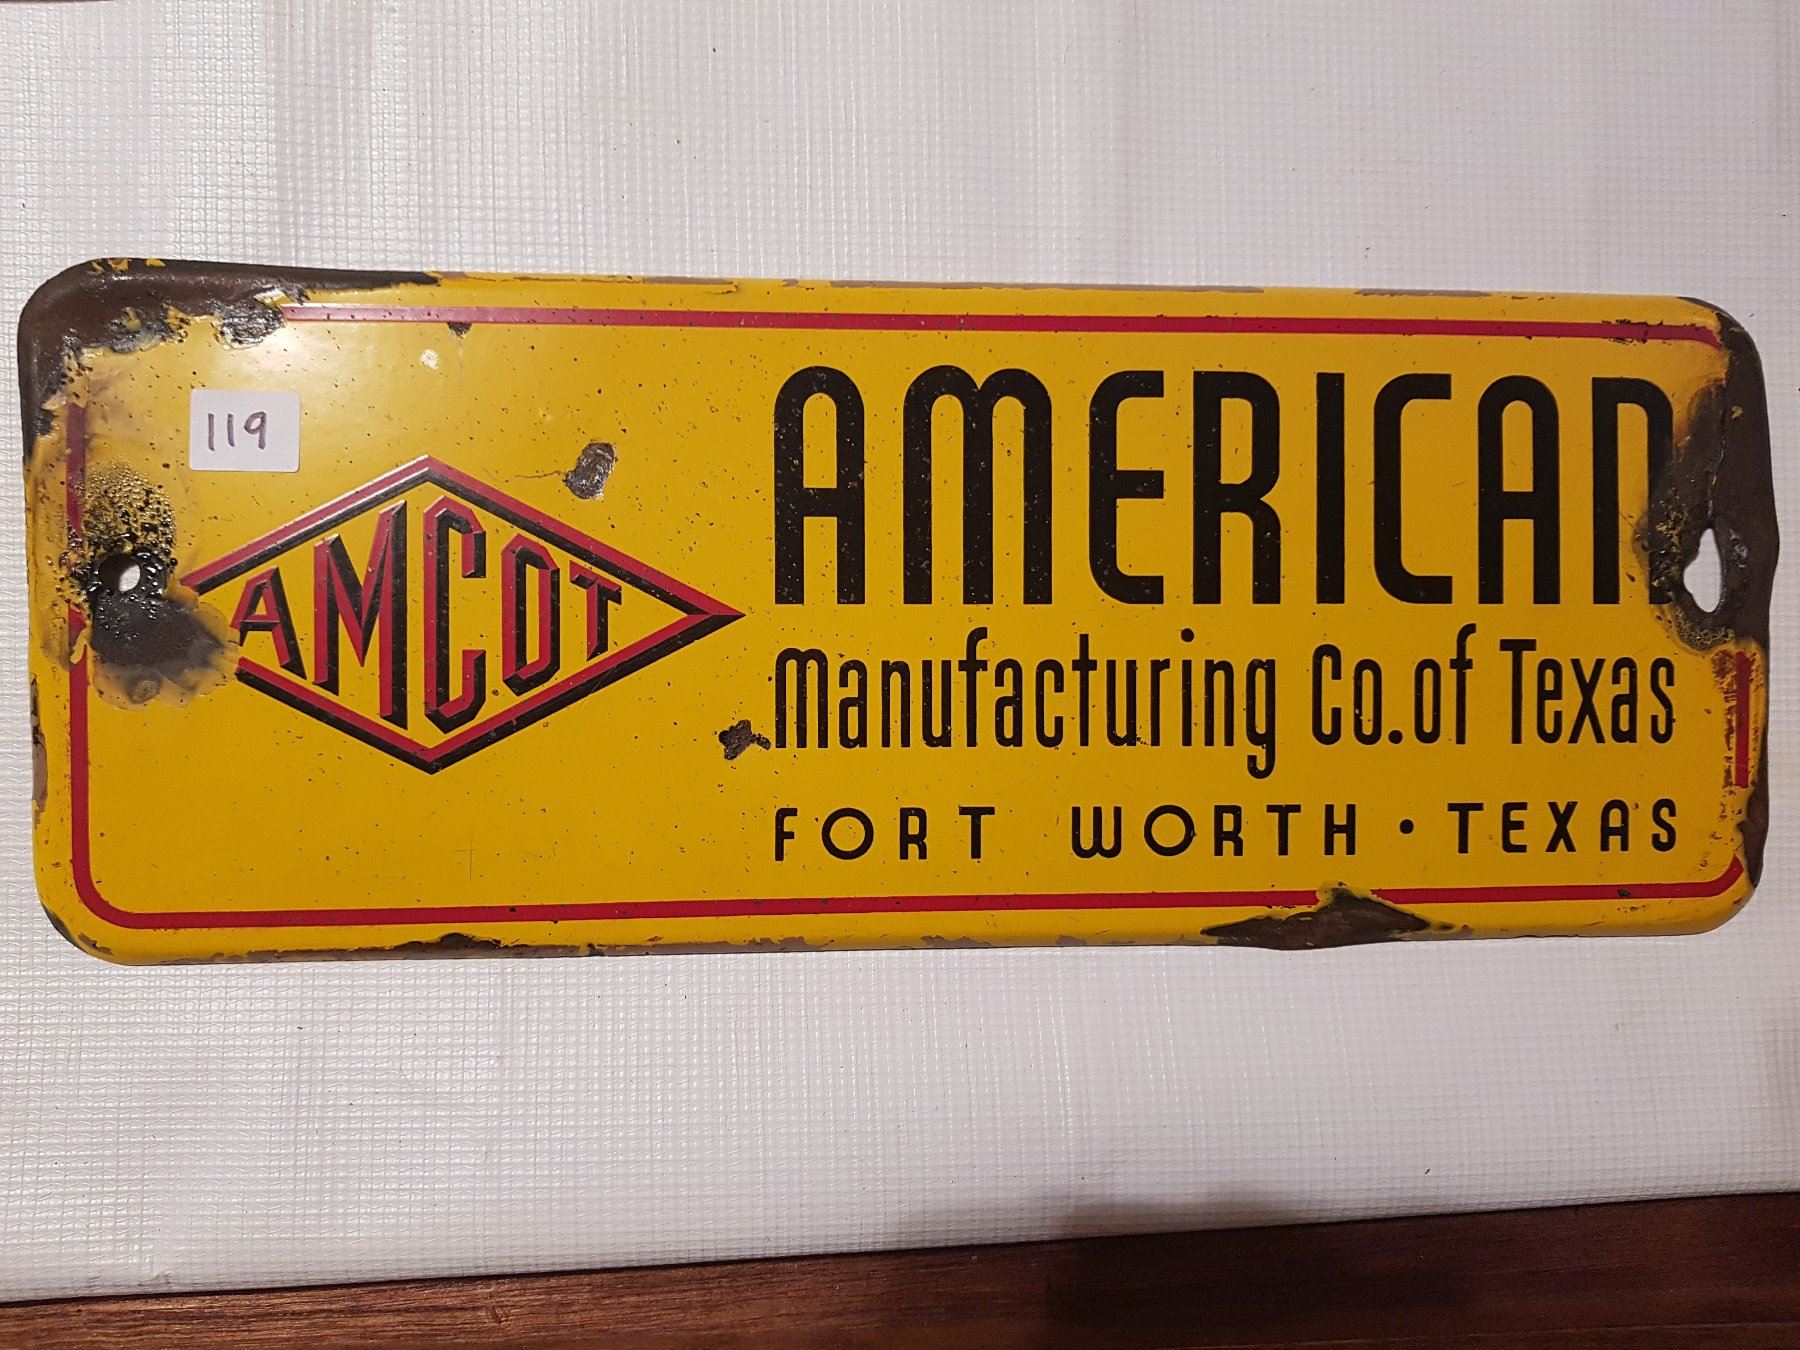 119
AMCOT
AMERICAN
Manufacturing Co. of Texas
FORT WORTH · TEXAS